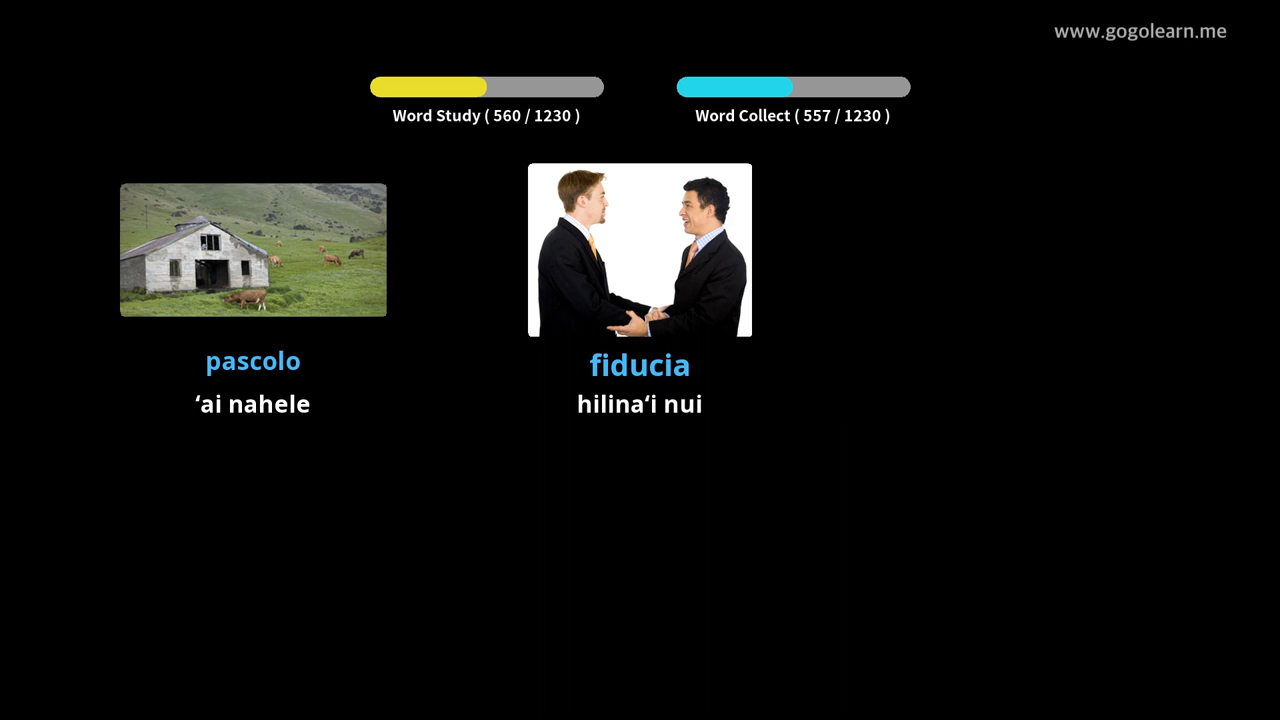 www.gogolearn.me
Word Study ( 560 / 1230 )
Word Collect ( 557 / 1230 )
pascolo
ʻai nahele
fiducia
hilinaʻi nui